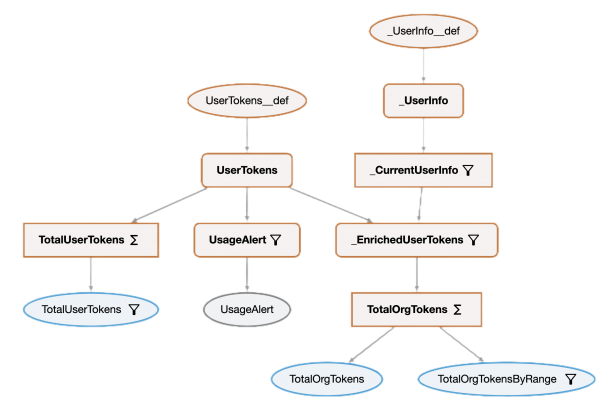 _UserInfo__def
UserTokens__def
_UserInfo
UserTokens
_CurrentUserInfo
TotalUserTokens Σ
UsageAlert
_EnrichedUserTokens
TotalUserTokens
UsageAlert
TotalOrgTokens Σ
TotalOrgTokens
TotalOrgTokensByRange